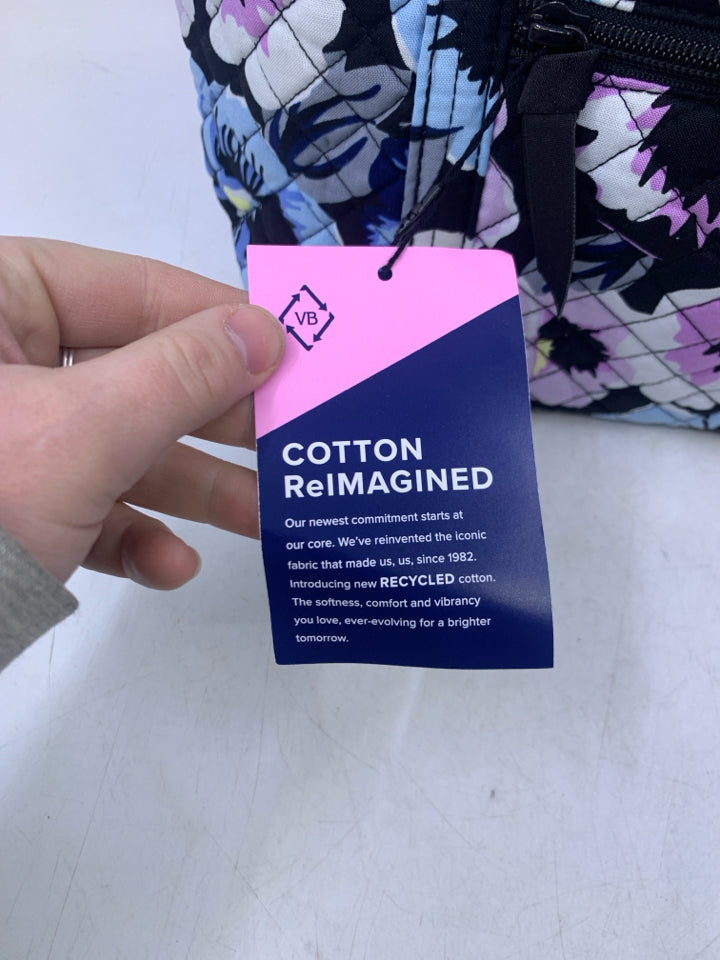 VB
COTTON
ReIMAGINED
Our newest commitment starts at
our core. We've reinvented the iconic
fabric that made us, us, since 1982.
Introducing new RECYCLED cotton.
The softness, comfort and vibrancy
you love, ever-evolving for a brighter
tomorrow.